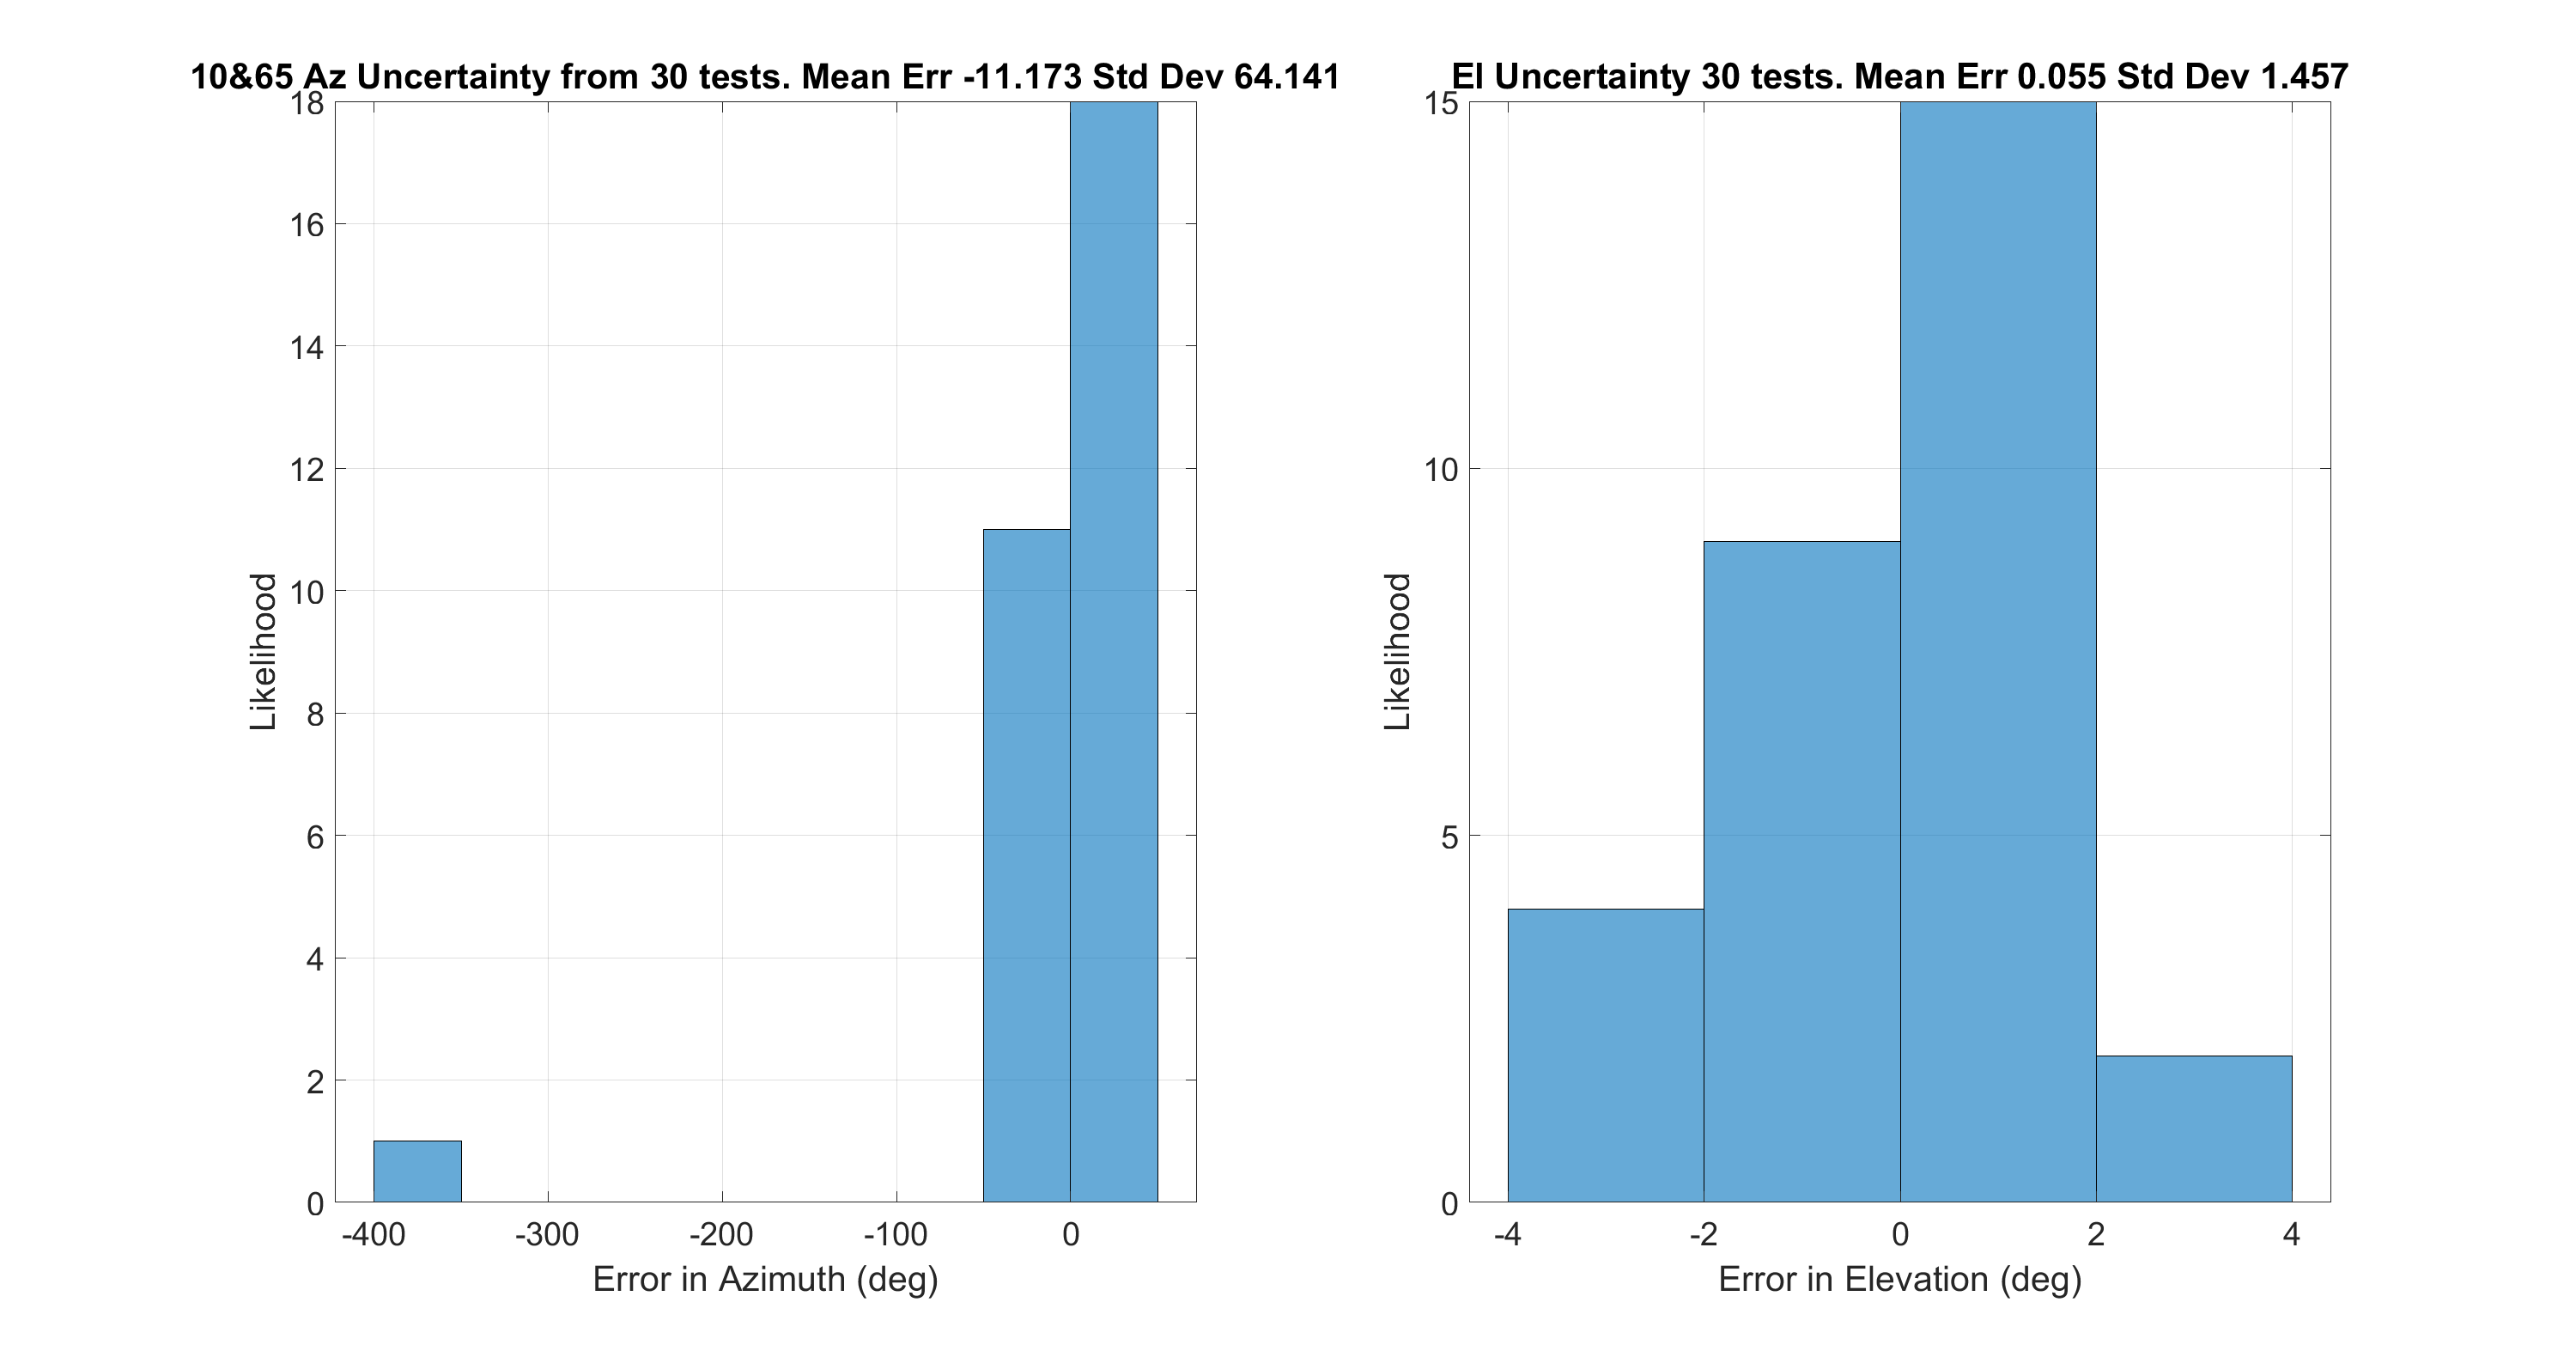 10&65 Az Uncertainty from 30 tests. Mean Err -11.173 Std Dev 64.141
18
16
14
12
10
8
6
4
2
0
Likelihood
-400 -300 -200 -100 0
Error in Azimuth (deg)
El Uncertainty 30 tests. Mean Err 0.055 Std Dev 1.457
15
10
5
0
Likelihood
-4 -2 0 2 4
Error in Elevation (deg)